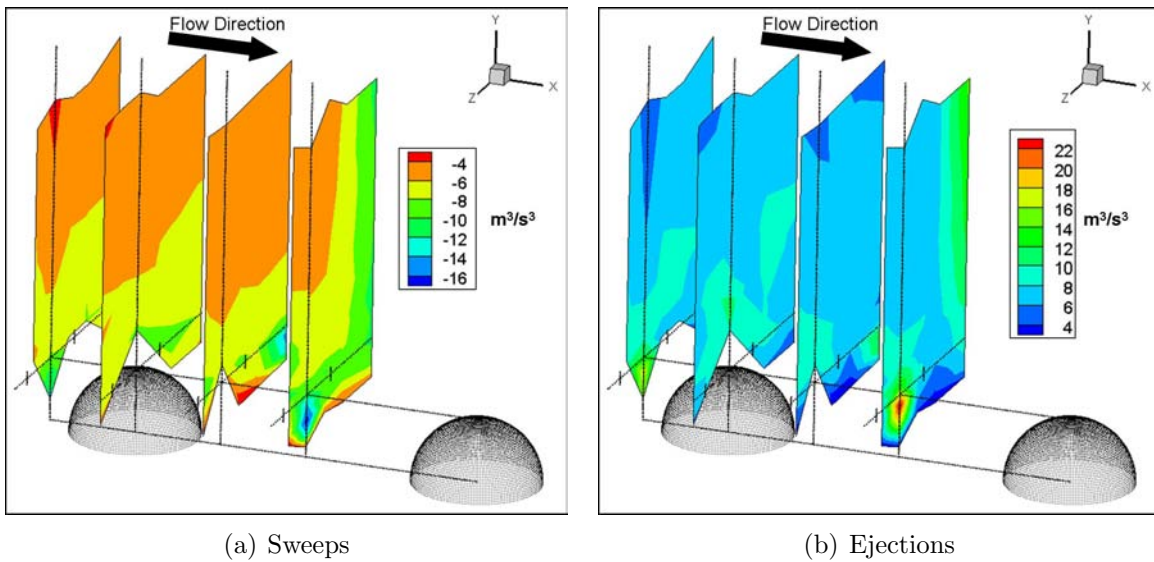 Flow Direction
Y
X
Z
-4
-6
-8
-10
-12
-14
-16
m³/s³
(a) Sweeps
Flow Direction
Y
X
Z
22
20
18
16
14
12
10
8
6
4
m³/s³
(b) Ejections